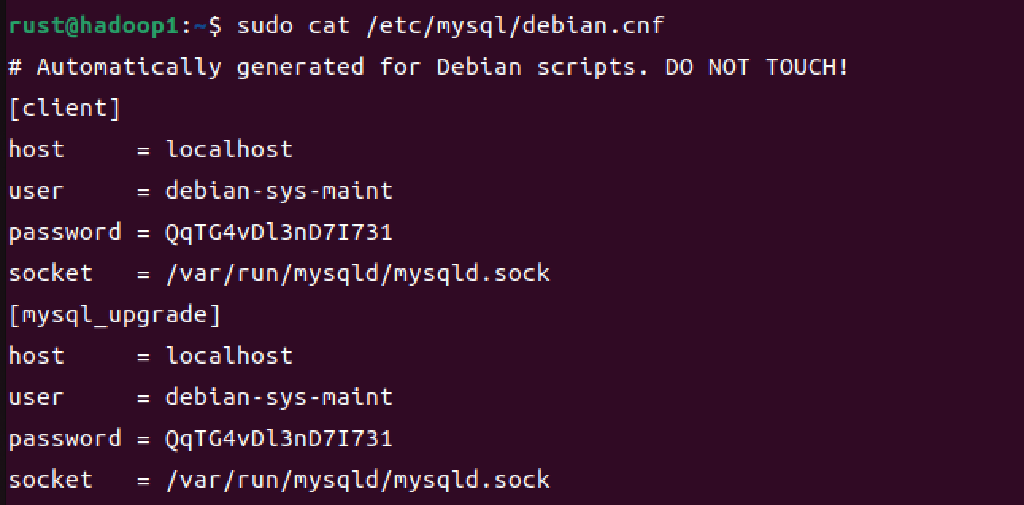 rust@hadoop1:~$ sudo cat /etc/mysql/debian.cnf
# Automatically generated for Debian scripts. DO NOT TOUCH!
[client]
host     = localhost
user     = debian-sys-maint
password = QqTG4vDl3nD7I731
socket   = /var/run/mysqld/mysqld.sock
[mysql_upgrade]
host     = localhost
user     = debian-sys-maint
password = QqTG4vDl3nD7I731
socket   = /var/run/mysqld/mysqld.sock